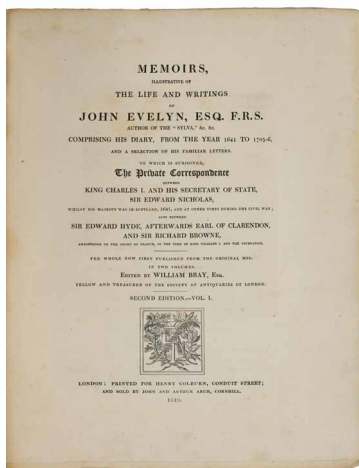 MEMOIRS,
ILLUSTRATIVE OF
THE LIFE AND WRITINGS
OF
JOHN EVELYN, ESQ. F.R.S.
AUTHOR OF THE "SYLVA," &c. &c.
COMPRISING HIS DIARY, FROM THE YEAR 1641 TO 1705-6,
AND A SELECTION OF HIS FAMILIAR LETTERS.
TO WHICH IS SUBJOINED,
The Private Correspondence
BETWEEN
KING CHARLES I. AND HIS SECRETARY OF STATE,
SIR EDWARD NICHOLAS,
WHILST HIS MAJESTY WAS IN SCOTLAND, 1641, AND AT OTHER TIMES DURING THE CIVIL WAR;
ALSO BETWEEN
SIR EDWARD HYDE, AFTERWARDS EARL OF CLARENDON,
AND SIR RICHARD BROWNE,
AMBASSADOR TO THE COURT OF FRANCE, IN THE TIME OF KING CHARLES I. AND THE USURPATION.
THE WHOLE NOW FIRST PUBLISHED FROM THE ORIGINAL MSS.
IN TWO VOLUMES.
EDITED BY WILLIAM BRAY, ESQ.
FELLOW AND TREASURER OF THE SOCIETY OF ANTIQUARIES OF LONDON.
SECOND EDITION.—VOL. I.
LONDON: PRINTED FOR HENRY COLBURN, CONDUIT STREET;
AND SOLD BY JOHN AND ARTHUR ARCH, CORNHILL.
1819.